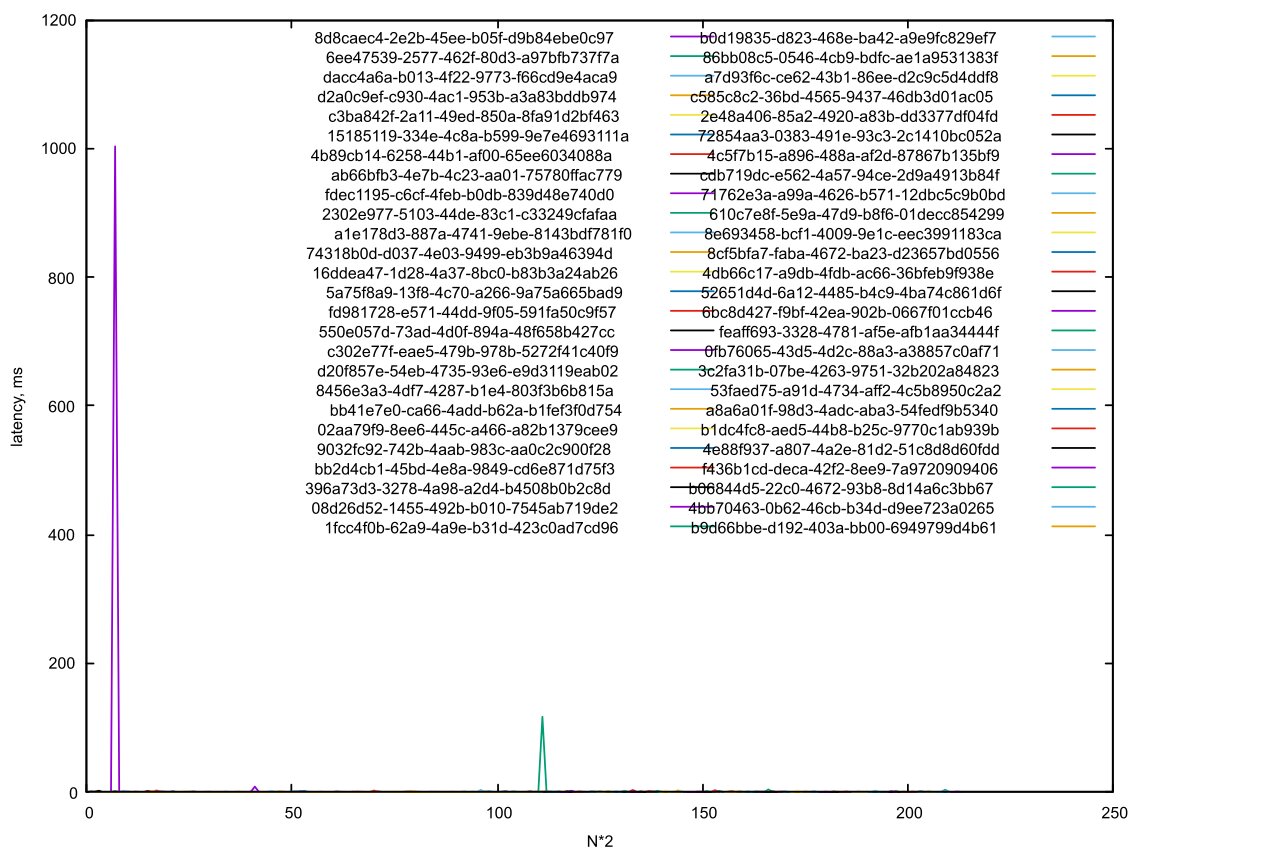 1200
1000
800
600
400
200
0
latency, ms
8d8caec4-2e2b-45ee-b05f-d9b84ebe0c97
6ee47539-2577-462f-80d3-a97bfb737f7a
dacc4a6a-b013-4f22-9773-f66cd9e4aca9
d2a0c9ef-c930-4ac1-953b-a3a83bddb974
c3ba842f-2a11-49ed-850a-8fa91d2bf463
15185119-334e-4c8a-b599-9e7e4693111a
4b89cb14-6258-44b1-af00-65ee6034088a
ab66bfb3-4e7b-4c23-aa01-75780ffac779
fdec1195-c6cf-4feb-b0db-839d48e740d0
2302e977-5103-44de-83c1-c33249cfafaa
a1e178d3-887a-4741-9ebe-8143bdf781f0
74318b0d-d037-4e03-9499-eb3b9a46394d
16ddea47-1d28-4a37-8bc0-b83b3a24ab26
5a75f8a9-13f8-4c70-a266-9a75a665bad9
fd981728-e571-44dd-9f05-591fa50c9f57
550e057d-73ad-4d0f-894a-48f658b427cc
c302e77f-eae5-479b-978b-5272f41c40f9
d20f857e-54eb-4735-93e6-e9d3119eab02
8456e3a3-4df7-4287-b1e4-803f3b6b815a
bb41e7e0-ca66-4add-b62a-b1fef3f0d754
02aa79f9-8ee6-445c-a466-a82b1379cee9
9032fc92-742b-4aab-983c-aa0c2c900f28
bb2d4cb1-45bd-4e8a-9849-cd6e871d75f3
396a73d3-3278-4a98-a2d4-b4508b0b2c8d
08d26d52-1455-492b-b010-7545ab719de2
1fcc4f0b-62a9-4a9e-b31d-423c0ad7cd96
b0d19835-d823-468e-ba42-a9e9fc829ef7
86bb08c5-0546-4cb9-bdfc-ae1a9531383f
a7d93f6c-ce62-43b1-86ee-d2c9c5d4ddf8
c585c8c2-36bd-4565-9437-46db3d01ac05
2e48a406-85a2-4920-a83b-dd3377df04fd
72854aa3-0383-491e-93c3-2c1410bc052a
4c5f7b15-a896-488a-af2d-87867b135bf9
cdb719dc-e562-4a57-94ce-2d9a4913b84f
71762e3a-a99a-4626-b571-12dbc5c9b0bd
610c7e8f-5e9a-47d9-b8f6-01decc854299
8e693458-bcf1-4009-9e1c-eec3991183ca
8cf5bfa7-faba-4672-ba23-d23657bd0556
4db66c17-a9db-4fdb-ac66-36bfeb9f938e
52651d4d-6a12-4485-b4c9-4ba74c861d6f
6bc8d427-f9bf-42ea-902b-0667f01ccb46
feaff693-3328-4781-af5e-afb1aa34444f
0fb76065-43d5-4d2c-88a3-a38857c0af71
3c2fa31b-07be-4263-9751-32b202a84823
53faed75-a91d-4734-aff2-4c5b8950c2a2
a8a6a01f-98d3-4adc-aba3-54fedf9b5340
b1dc4fc8-aed5-44b8-b25c-9770c1ab939b
4e88f937-a807-4a2e-81d2-51c8d8d60fdd
f436b1cd-deca-42f2-8ee9-7a9720909406
b06844d5-22c0-4672-93b8-8d14a6c3bb67
4bb70463-0b62-46cb-b34d-d9ee723a0265
b9d66bbe-d192-403a-bb00-6949799d4b61
0
50
100
150
200
250
N*2